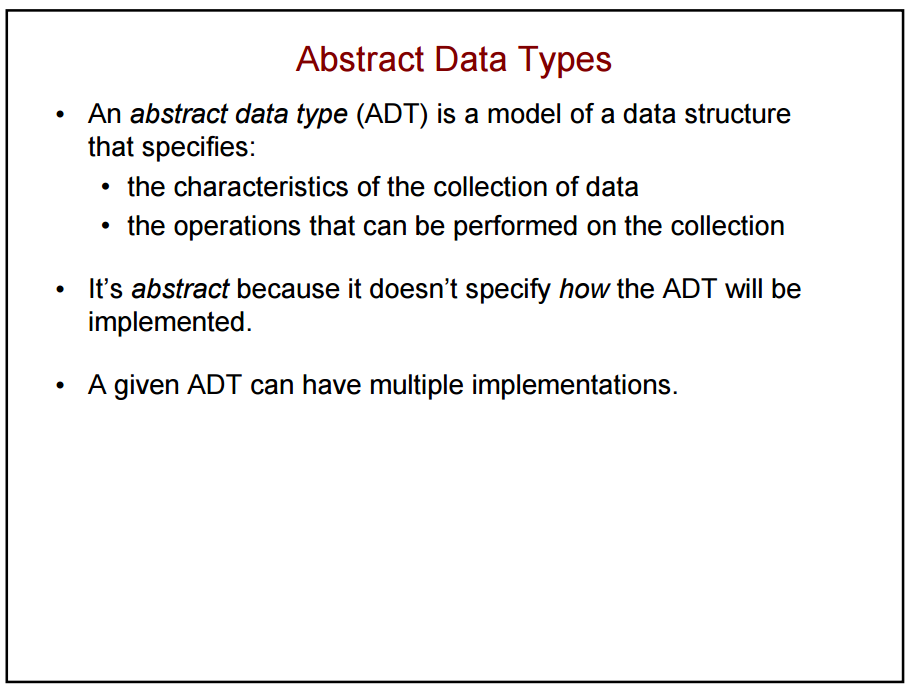 Abstract Data Types
• An abstract data type (ADT) is a model of a data structure
that specifies:
• the characteristics of the collection of data
• the operations that can be performed on the collection
• It’s abstract because it doesn’t specify how the ADT will be
implemented.
• A given ADT can have multiple implementations.